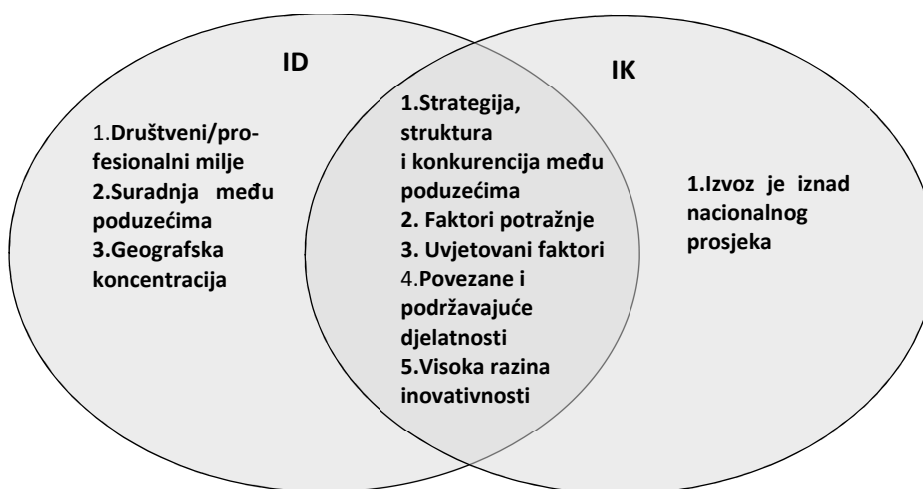 ID
1.Društveni/pro-
fesionalni milje
2.Suradnja među
poduzećima
3.Geografska
koncentracija
1.Strategija,
struktura
i konkurencija među
poduzećima
2. Faktori potražnje
3. Uvjetovani faktori
4.Povezane i
podržavajuće
djelatnosti
5.Visoka razina
inovativnosti
IK
1.Izvoz je iznad
nacionalnog
prosjeka